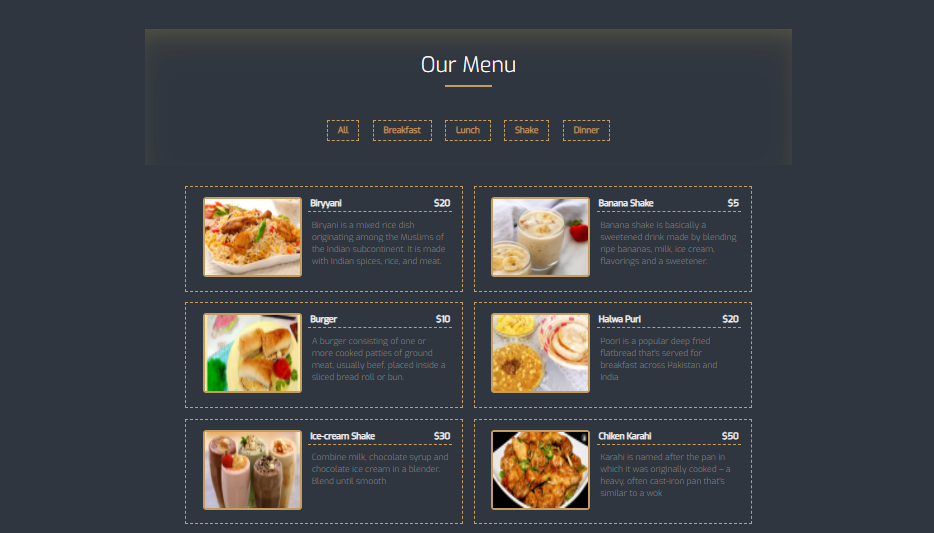 Our Menu
All
Breakfast
Lunch
Shake
Dinner
Biryyani $20
Biryani is a mixed rice dish
originating among the Muslims of
the Indian subcontinent. It is made
with Indian spices, rice, and meat.
Banana Shake $5
Banana shake is basically a
sweetened drink made by blending
ripe bananas, milk, ice cream,
flavorings and a sweetener.
Burger $10
A burger consisting of one or
more cooked patties of ground
meat, usually beef, placed inside a
sliced bread roll or bun.
Halwa Puri $20
Poori is a popular deep fried
flatbread that's served for
breakfast across Pakistan and
India
Ice-cream Shake $30
Combine milk, chocolate syrup and
chocolate ice cream in a blender.
Blend until smooth
Chiken Karahi $50
Karahi is named after the pan in
which it was originally cooked – a
heavy, often cast-iron pan that's
similar to a wok